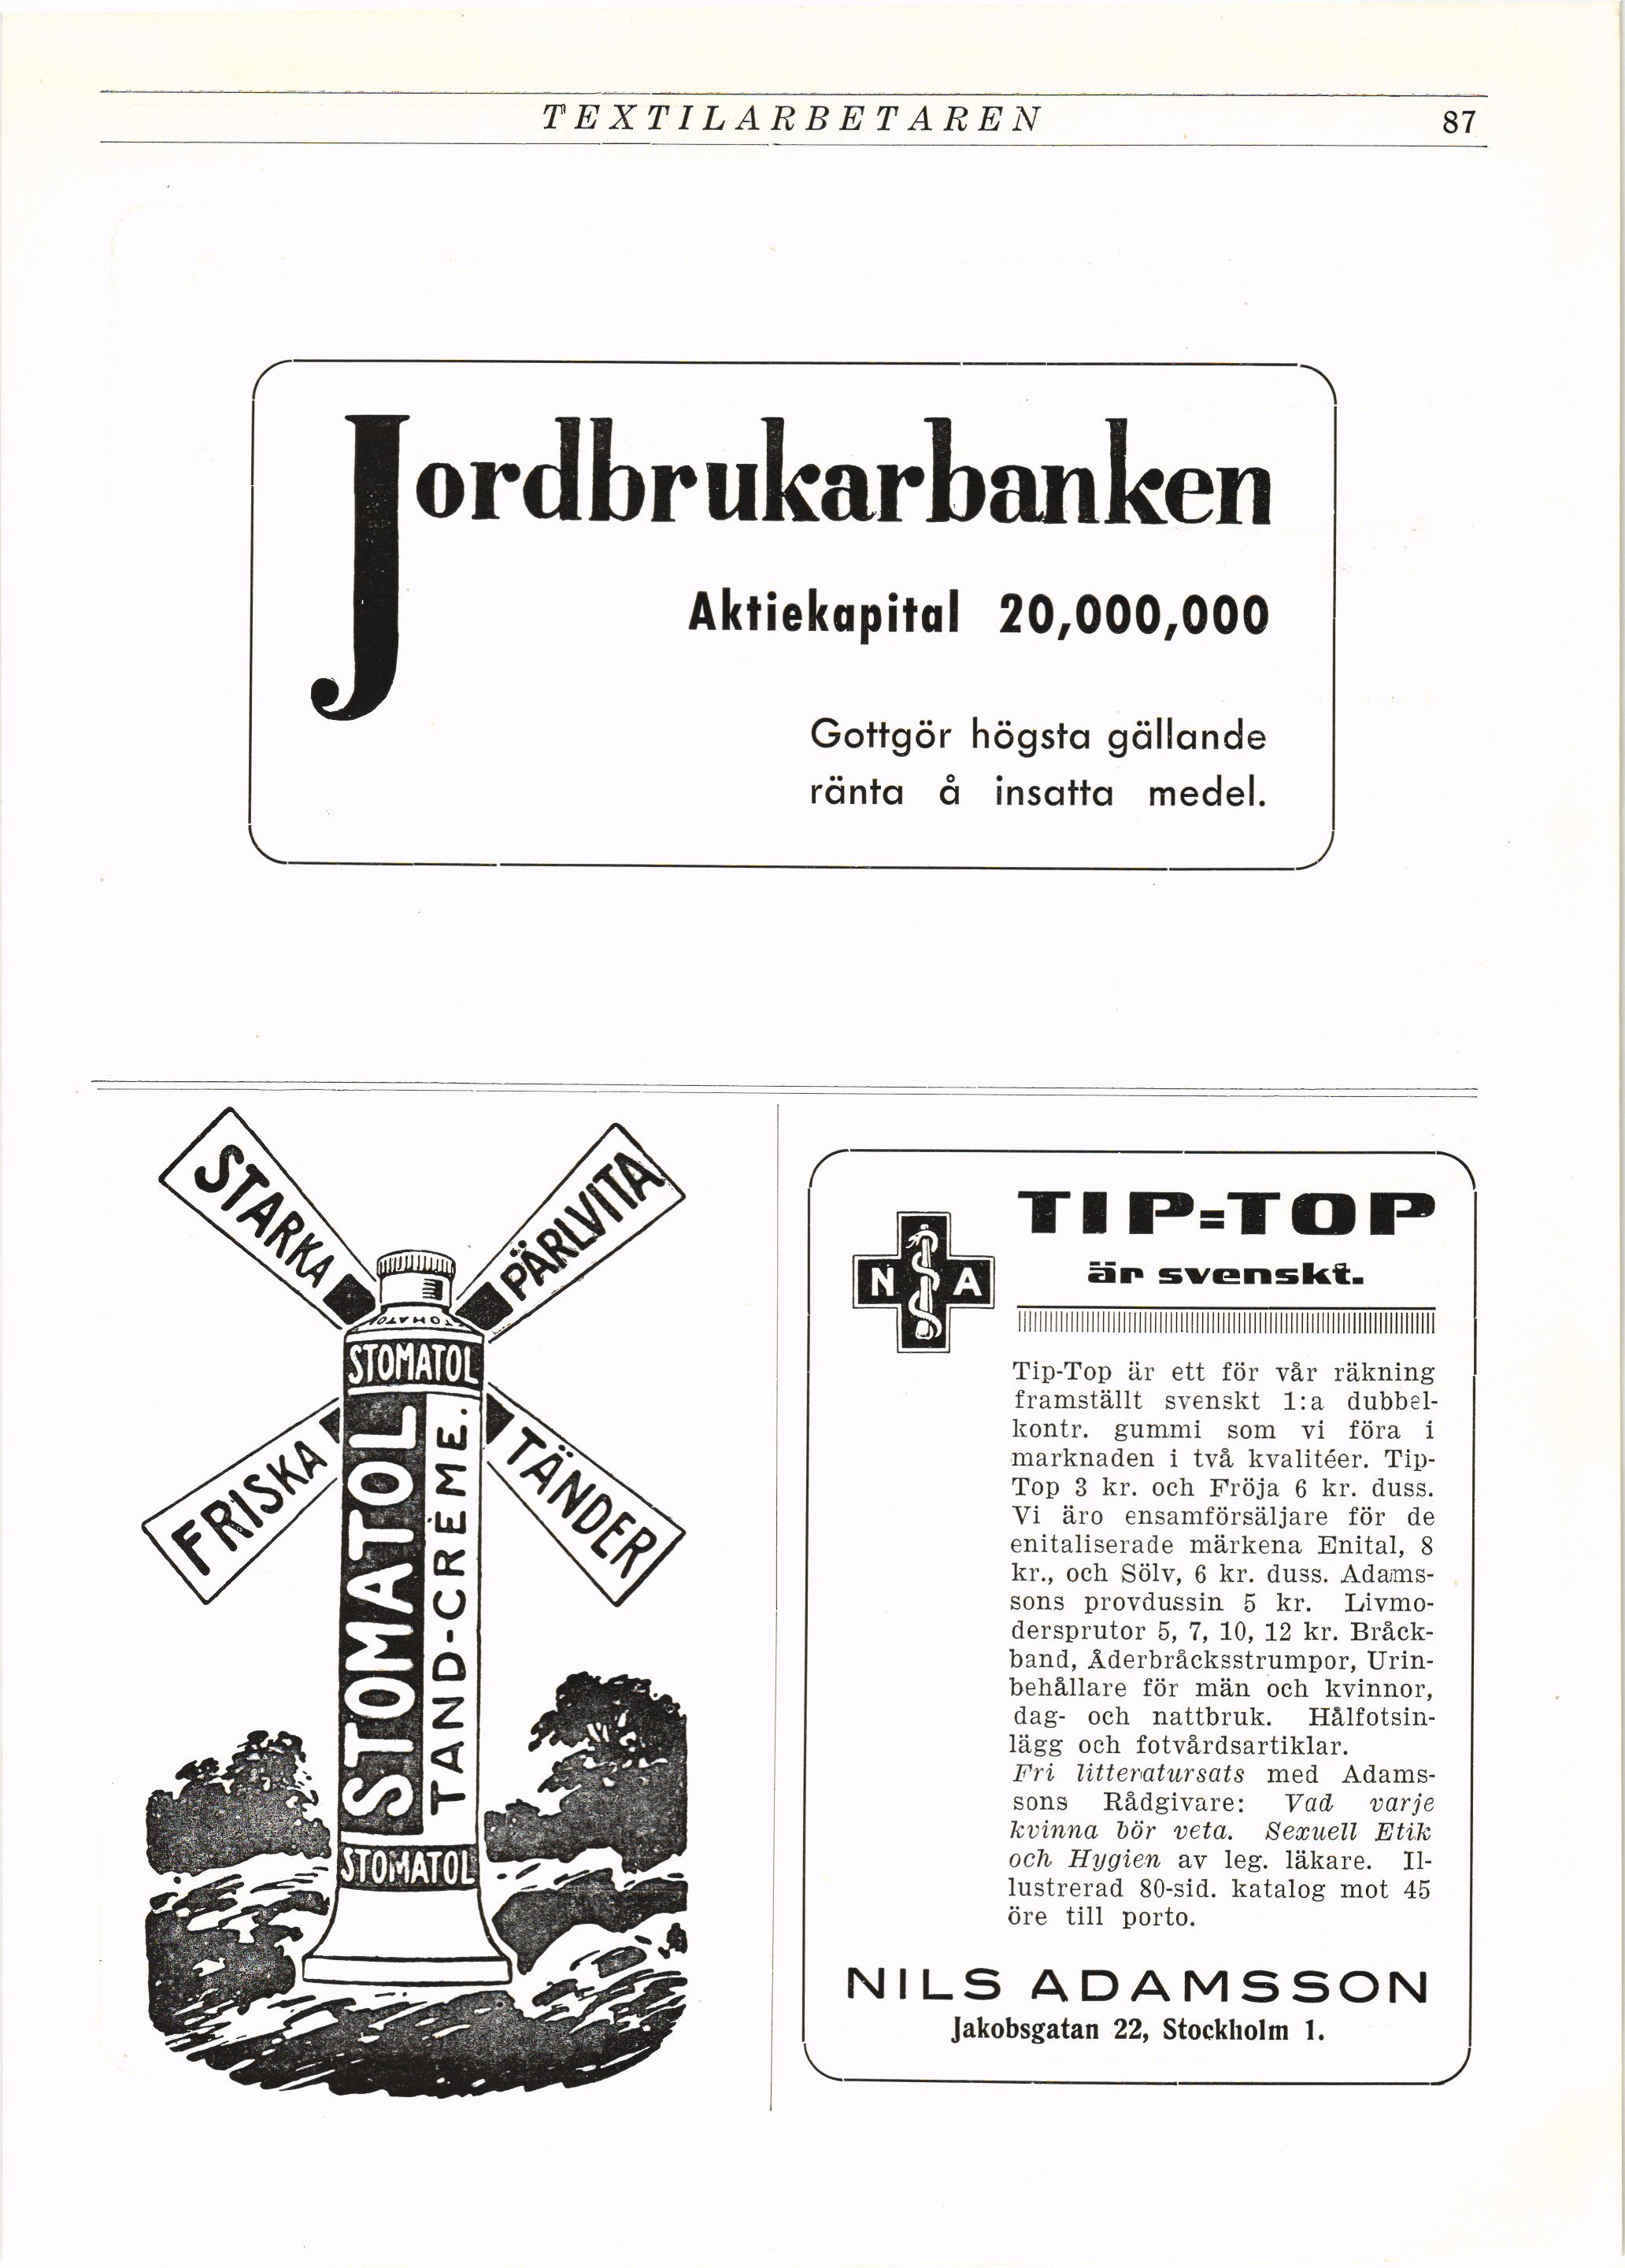 TEXTILARBETAREN 87
Jordbrukarbanken
Aktiekapital 20,000,000
Gottgör högsta gällande
ränta å insatta medel.
STARKA
PÄRLVITA
FRISKA
TÄNDER
STOMATOL
STOMATOL
TAND-CRÉME.
STOMATOL
N A
TIP-TOP
är svenskt.
Tip-Top är ett för vår räkning
framställt svenskt 1:a dubbel-
kontr. gummi som vi föra i
marknaden i två kvalitéer. Tip-
Top 3 kr. och Fröja 6 kr. duss.
Vi äro ensamförsäljare för de
enitaliserade märkena Enital, 8
kr., och Sölv, 6 kr. duss. Adams-
sons provdussin 5 kr. Livmo-
dersprutor 5, 7, 10, 12 kr. Bråck-
band, Åderbråcksstrumpor, Urin-
behållare för män och kvinnor,
dag- och nattbruk. Hålfotsin-
lägg och fotvårdsartiklar.
Fri litteratursats med Adams-
sons Rådgivare: Vad varje
kvinna bör veta. Sexuell Etik
och Hygien av leg. läkare. Il-
lustrerad 80-sid. katalog mot 45
öre till porto.
NILS ADAMSSON
Jakobsgatan 22, Stockholm 1.